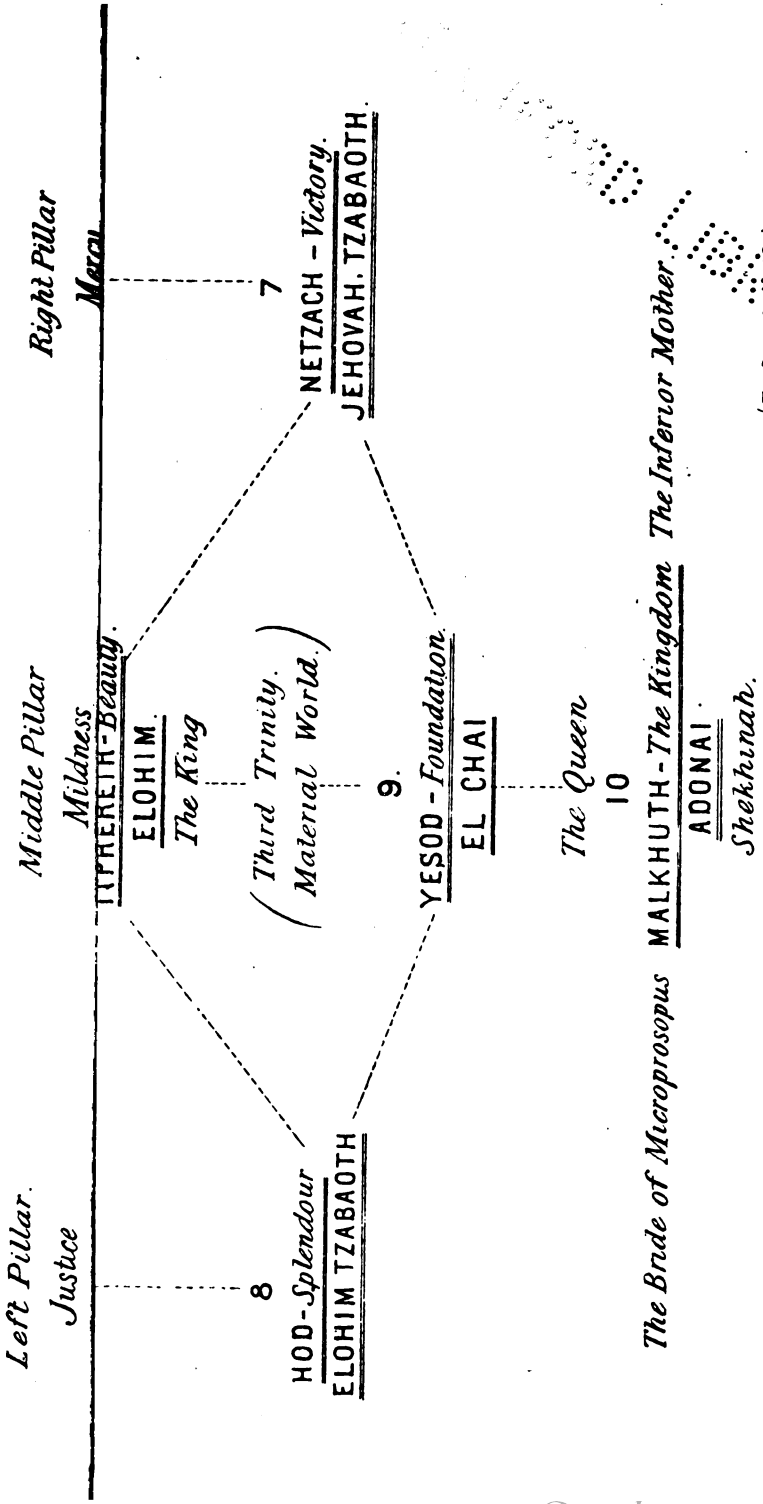 Left Pillar. Middle Pillar Right Pillar
Justice Mildness Mercy
TIPHERETH - Beauty.
ELOHIM.
The King
8 7
HOD - Splendour NETZACH - Victory.
ELOHIM TZABAOTH JEHOVAH. TZABAOTH.
(Third Trinity.
Material World.)
9.
YESOD - Foundation.
EL CHAI
The Queen
10
The Bride of Microprosopus MALKHUTH - The Kingdom The Inferior Mother.
ADONAI.
Shekhinah.